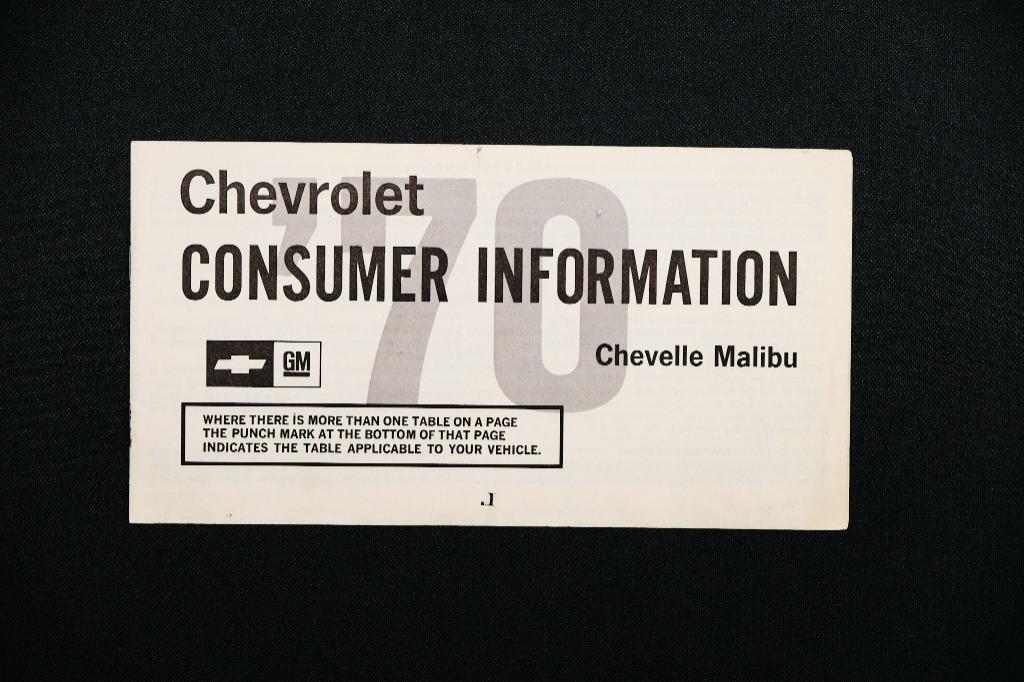 '70
Chevrolet
CONSUMER INFORMATION
Chevelle Malibu
GM
WHERE THERE IS MORE THAN ONE TABLE ON A PAGE
THE PUNCH MARK AT THE BOTTOM OF THAT PAGE
INDICATES THE TABLE APPLICABLE TO YOUR VEHICLE.